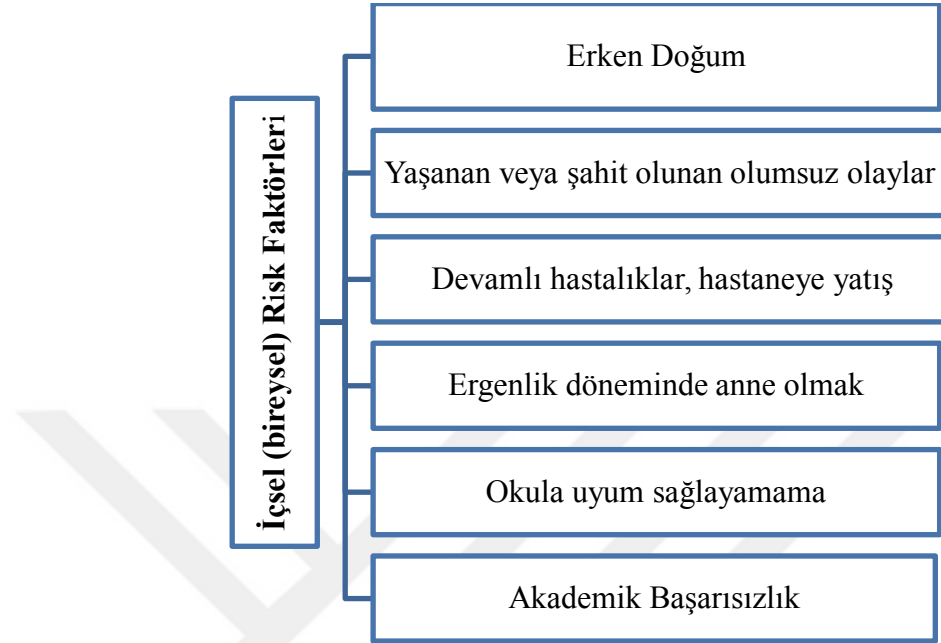 İçsel (bireysel) Risk Faktörleri
Erken Doğum
Yaşanan veya şahit olunan olumsuz olaylar
Devamlı hastalıklar, hastaneye yatış
Ergenlik döneminde anne olmak
Okula uyum sağlayamama
Akademik Başarısızlık